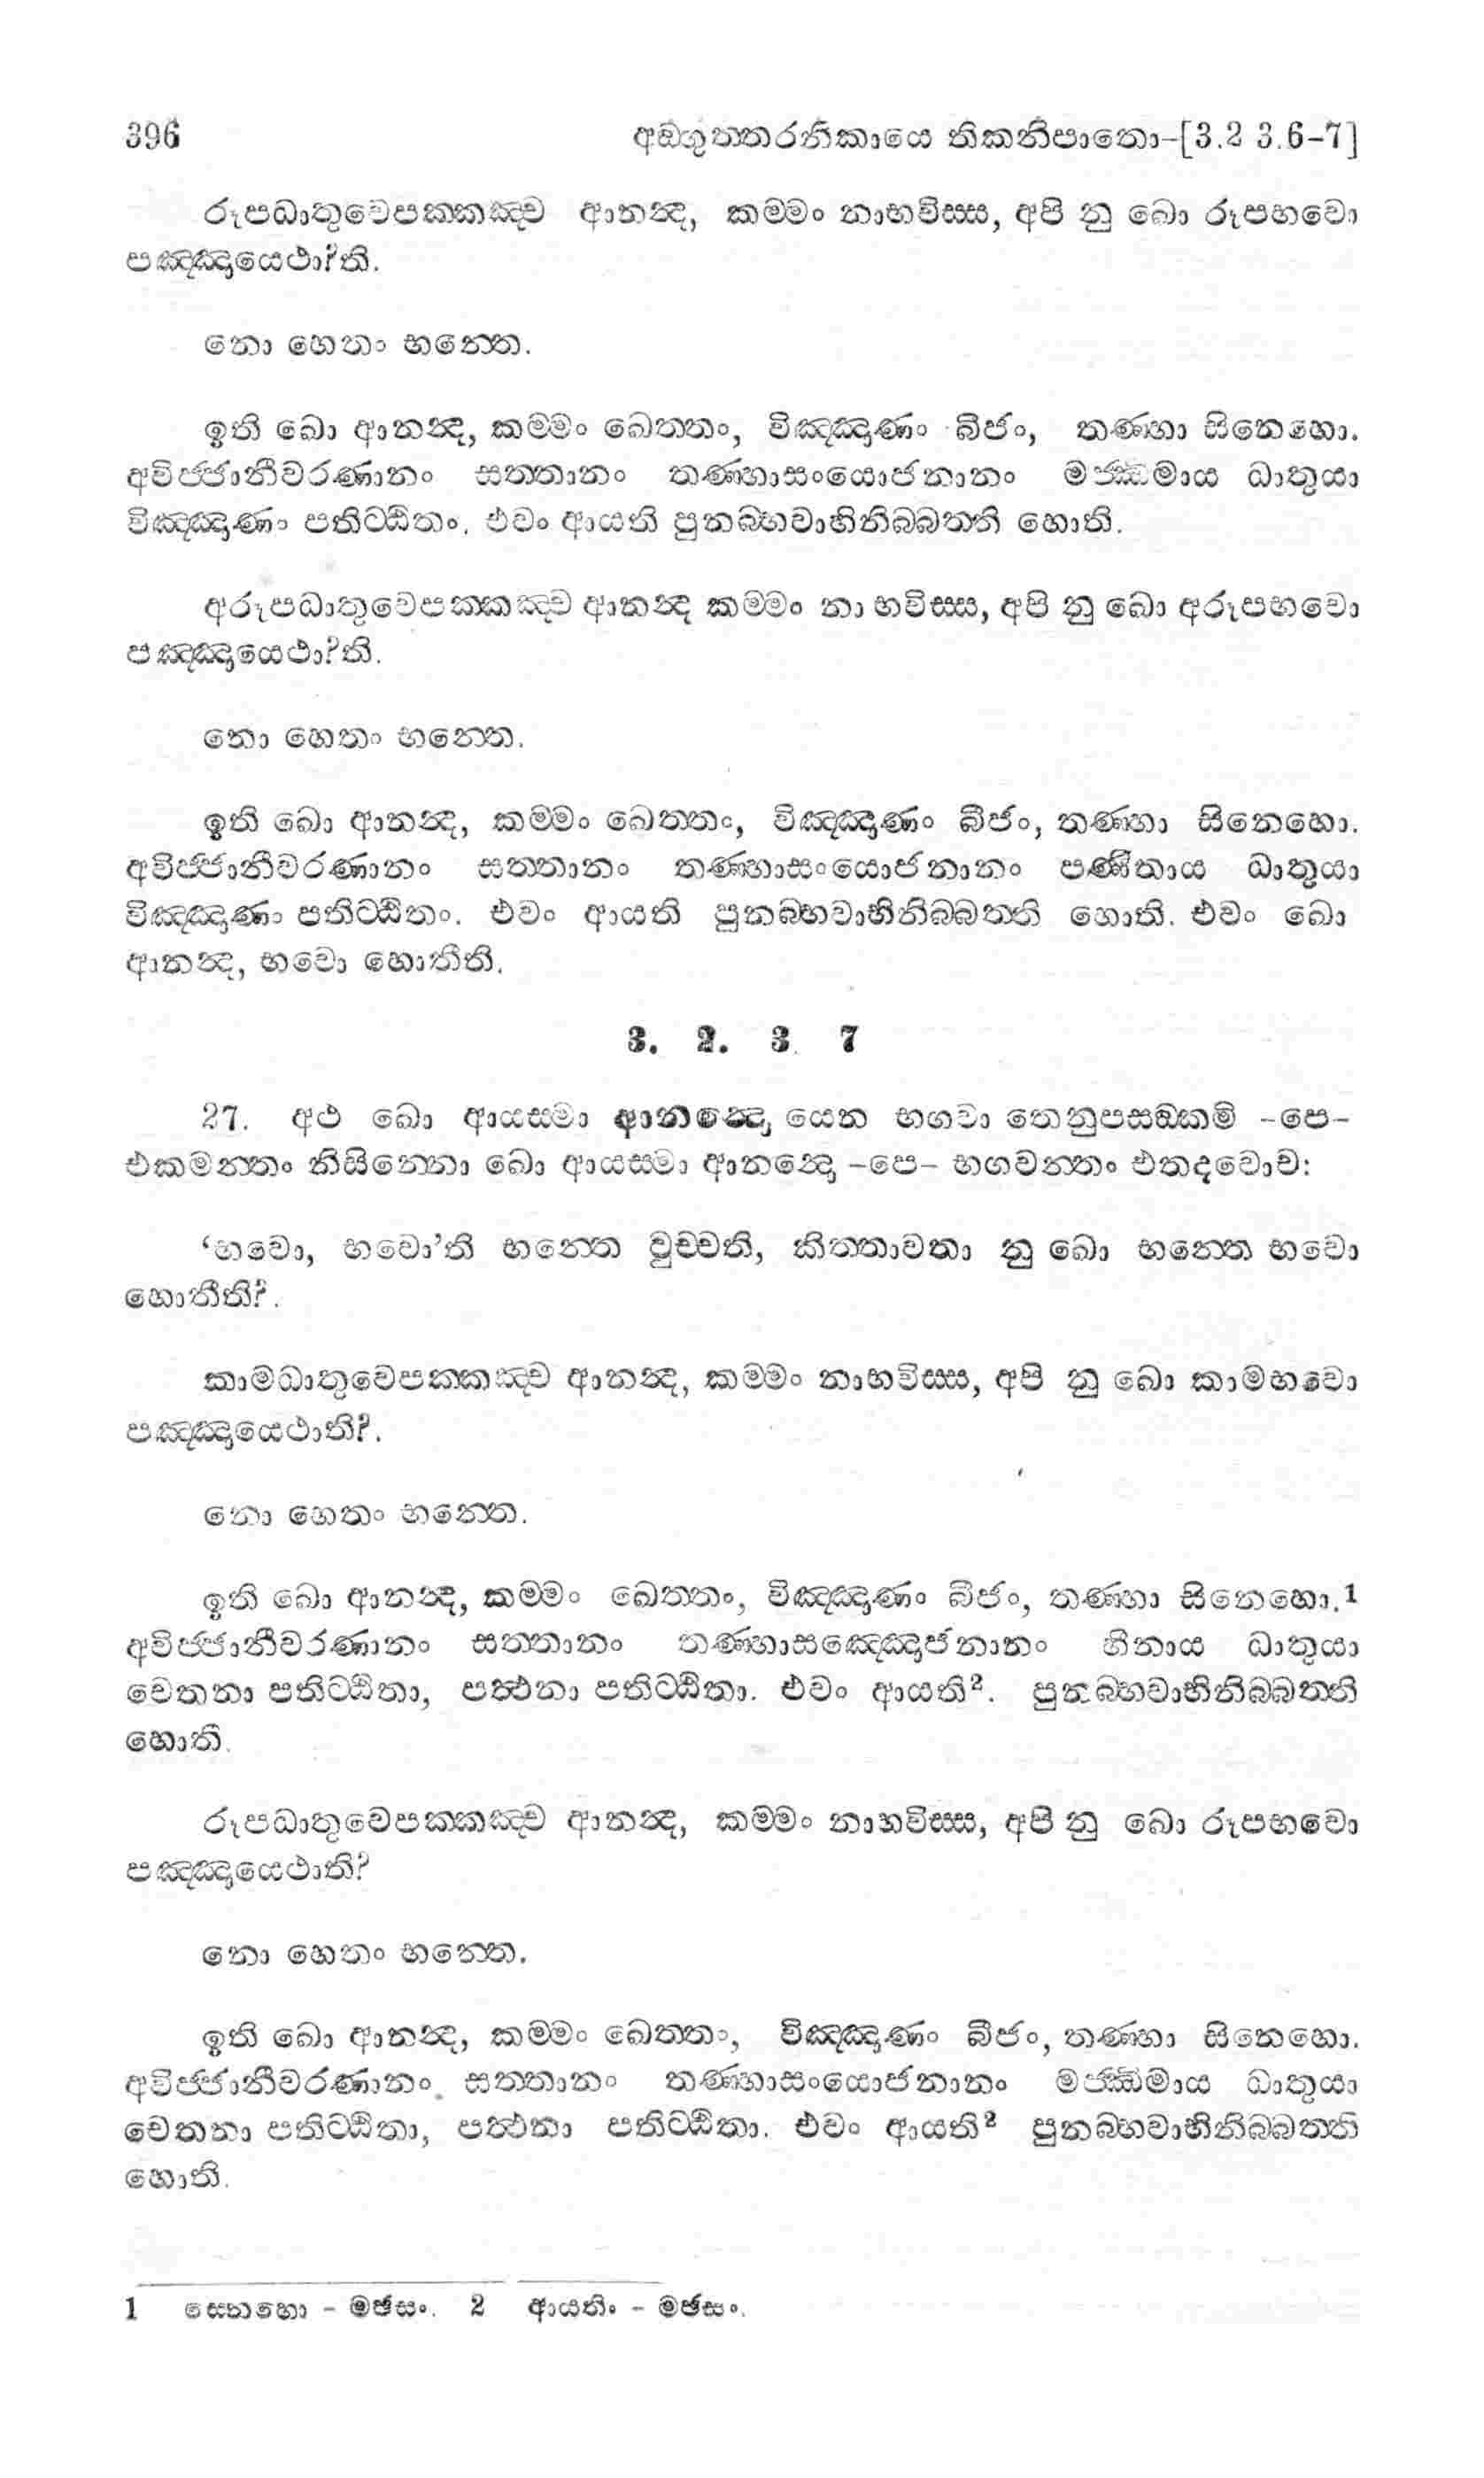 396 අඞ්ගුත්තරනිකායෙ තිකනිපාතො-[3.2 3.6-7]
රූපධාතුවෙපක්කඤ්ච ආනන්ද, කම්මං නාභවිස්ස, අපි නු ඛො රූපභවො
පඤ්ඤායෙථා?ති.
නො හෙතං භන්තෙ.
ඉති ඛො ආනන්ද, කම්මං ඛෙත්තං, විඤ්ඤාණං බීජං, තණ්හා සිනෙහො.
අවිජ්ජානීවරණානං සත්තානං තණ්හාසංයොජනානං මජ්ඣිමාය ධාතුයා
විඤ්ඤාණං පතිට්ඨිතං. එවං ආයති පුනබ්භවාභිනිබ්බත්ති හොති.
අරූපධාතුවෙපක්කඤ්ච ආනන්ද කම්මං නා භවිස්ස, අපි නු ඛො අරූපභවො
පඤ්ඤායෙථා?ති.
නො හෙතං භන්තෙ.
ඉති ඛො ආනන්ද, කම්මං ඛෙත්තං, විඤ්ඤාණං බීජං, තණ්හා සිනෙහො.
අවිජ්ජානීවරණානං සත්තානං තණ්හාසංයොජනානං පණීතාය ධාතුයා
විඤ්ඤාණං පතිට්ඨිතං. එවං ආයති පුනබ්භවාභිනිබ්බත්ති හොති. එවං ඛො
ආනන්ද, භවො හොතීති.
3. 2. 3. 7
27. අථ ඛො ආයස්මා ආනන්දො යෙන භගවා තෙනුපසඞ්කමි -පෙ-
එකමන්තං නිසින්නො ඛො ආයස්මා ආනන්දො -පෙ- භගවන්තං එතදවොච:
‘භවො, භවො’ති භන්තෙ වුච්චති, කිත්තාවතා නු ඛො භන්තෙ භවො
හොතීති?.
කාමධාතුවෙපක්කඤ්ච ආනන්ද, කම්මං නාභවිස්ස, අපි නු ඛො කාමභවො
පඤ්ඤායෙථාති?.
නො හෙතං භන්තෙ.
ඉති ඛො ආනන්ද, කම්මං ඛෙත්තං, විඤ්ඤාණං බීජං, තණ්හා සිනෙහො.1
අවිජ්ජානීවරණානං සත්තානං තණ්හාසඤ්ඤොජනානං හීනාය ධාතුයා
චෙතනා පතිට්ඨිතා, පත්ථනා පතිට්ඨිතා. එවං ආයති2. පුනබ්භවාභිනිබ්බත්ති
හොති.
රූපධාතුවෙපක්කඤ්ච ආනන්ද, කම්මං නාභවිස්ස, අපි නු ඛො රූපභවො
පඤ්ඤායෙථාති?
නො හෙතං භන්තෙ.
ඉති ඛො ආනන්ද, කම්මං ඛෙත්තං, විඤ්ඤාණං බීජං, තණ්හා සිනෙහො.
අවිජ්ජානීවරණානං සත්තානං තණ්හාසංයොජනානං මජ්ඣිමාය ධාතුයා
චෙතනා පතිට්ඨිතා, පත්ථනා පතිට්ඨිතා. එවං ආයති2 පුනබ්භවාභිනිබ්බත්ති
හොති.
1 සෙනහො - මඡසං. 2 ආයතිං - මඡසං.